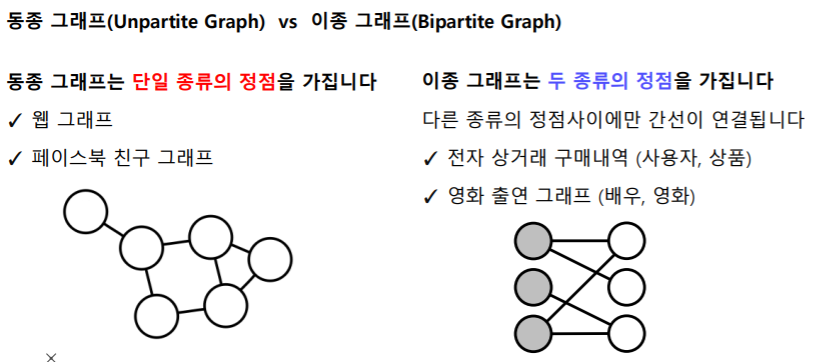 동종 그래프(Unpartite Graph) vs 이종 그래프(Bipartite Graph)
동종 그래프는 단일 종류의 정점을 가집니다
✓ 웹 그래프
✓ 페이스북 친구 그래프
이종 그래프는 두 종류의 정점을 가집니다
다른 종류의 정점사이에만 간선이 연결됩니다
✓ 전자 상거래 구매내역 (사용자, 상품)
✓ 영화 출연 그래프 (배우, 영화)